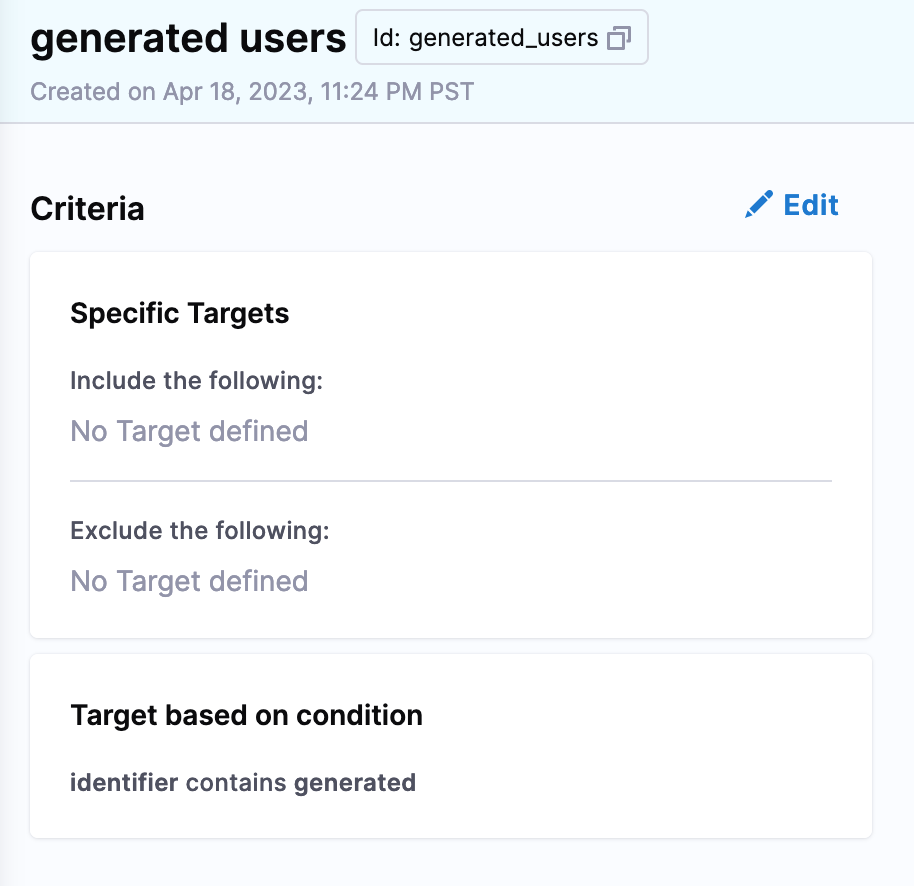 generated users Id: generated_users
Created on Apr 18, 2023, 11:24 PM PST
Criteria
Edit
Specific Targets
Include the following:
No Target defined
Exclude the following:
No Target defined
Target based on condition
identifier contains generated